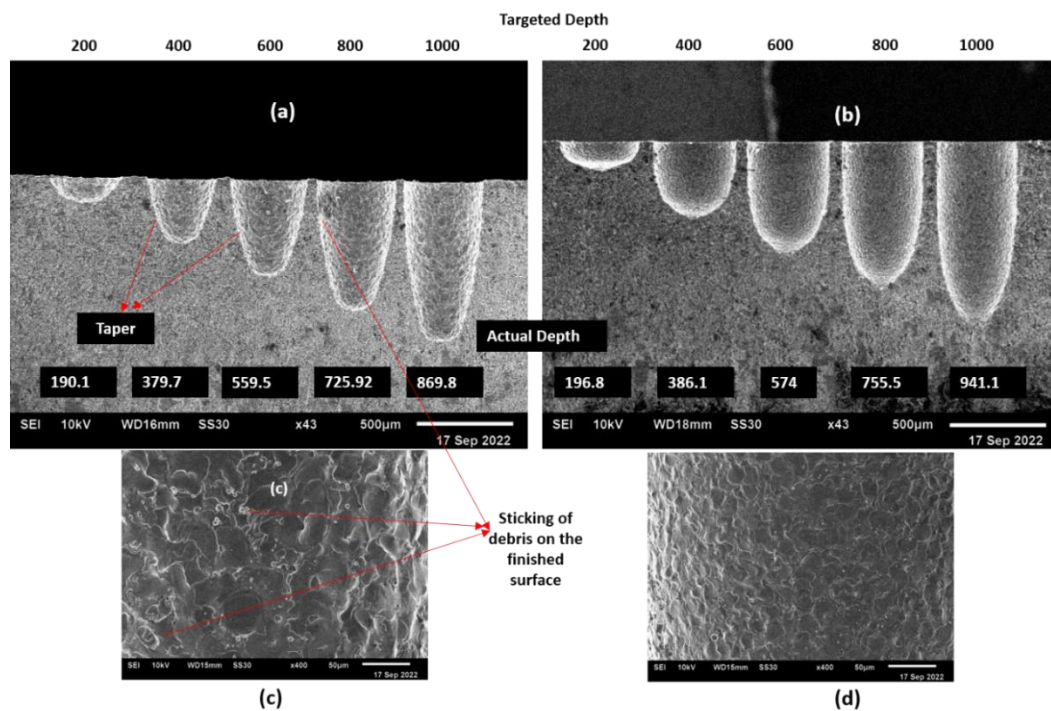 Targeted Depth
200 400 600 800 1000 200 400 600 800 1000
(a) (b)
Taper
Actual Depth
190.1 379.7 559.5 725.92 869.8 196.8 386.1 574 755.5 941.1
SEI 10kV WD16mm SS30 x43 500µm
17 Sep 2022
SEI 10kV WD18mm SS30 x43 500µm
17 Sep 2022
(c)
Sticking of
debris on the
finished
surface
SEI 10kV WD15mm SS30 x400 50µm
17 Sep 2022
SEI 10kV WD15mm SS30 x400 50µm
17 Sep 2022
(c) (d)